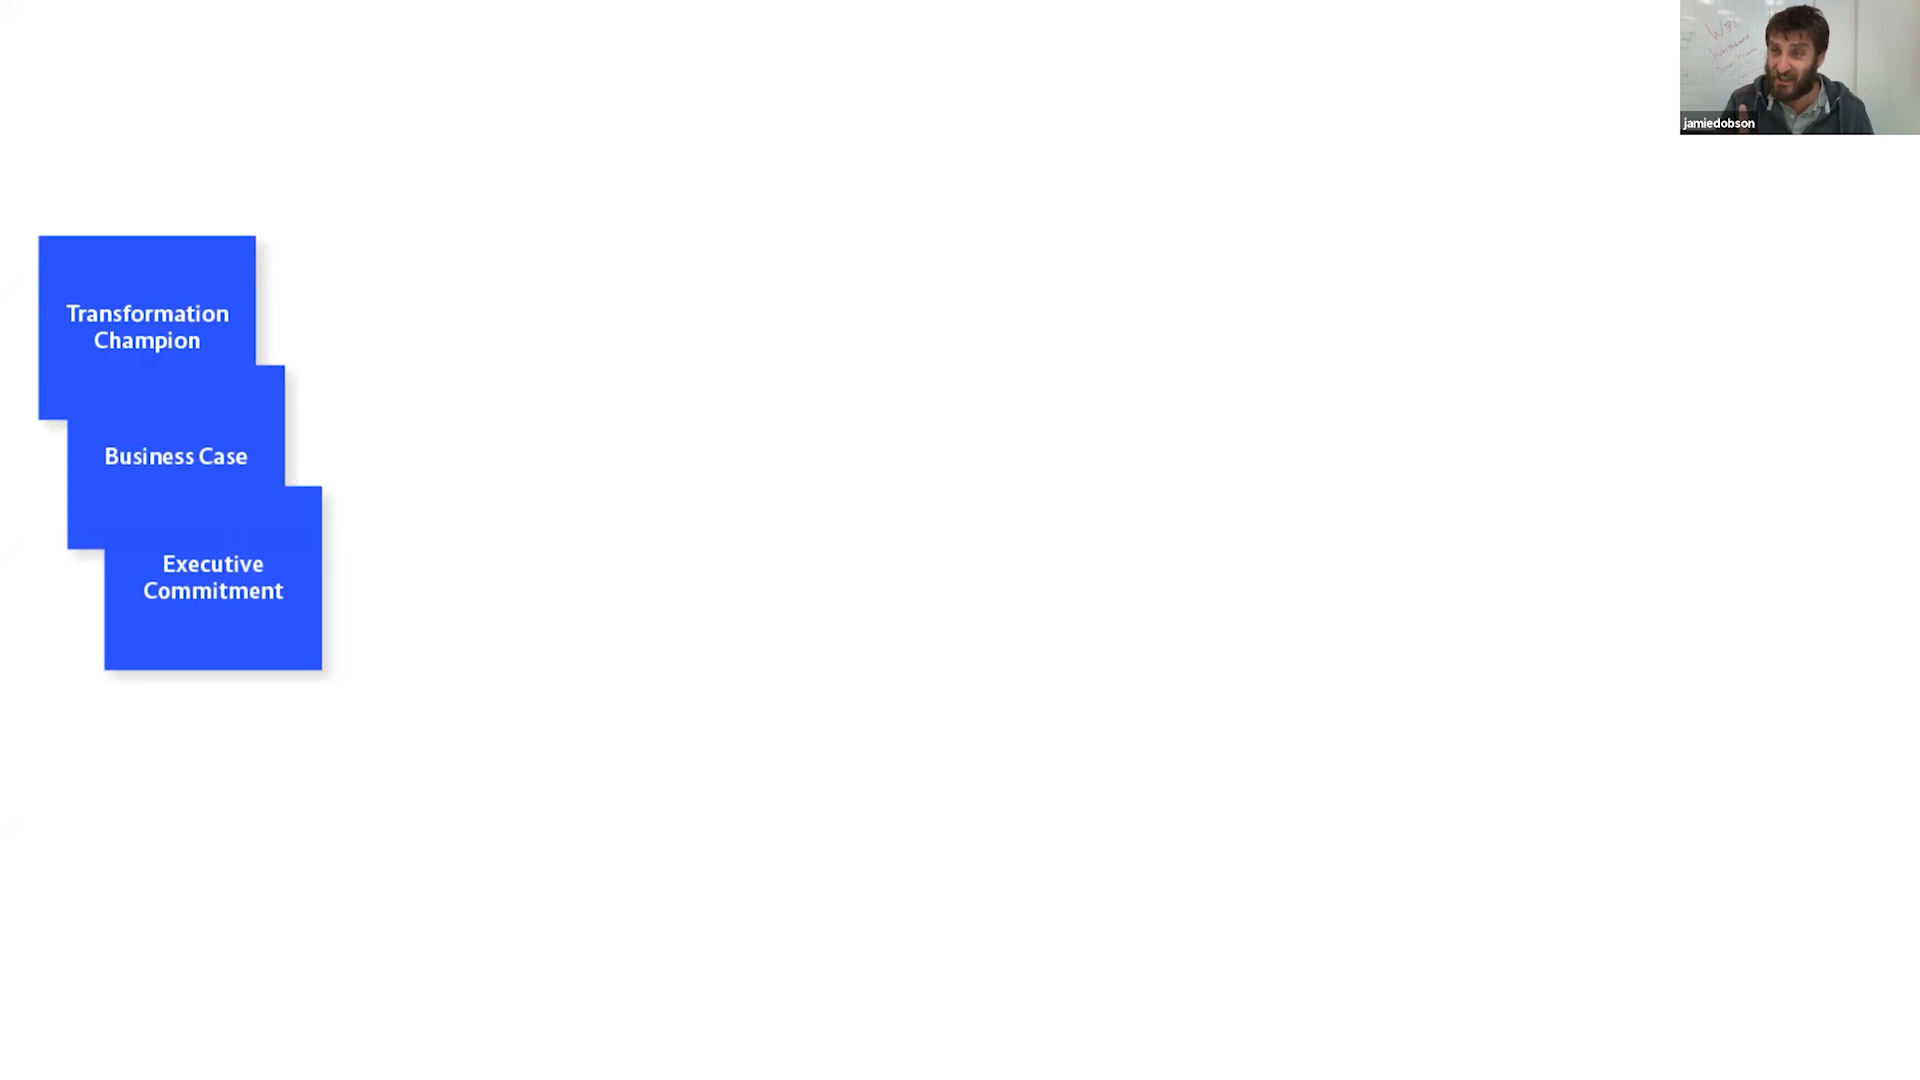 jamiedobson
Transformation
Champion
Business Case
Executive
Commitment